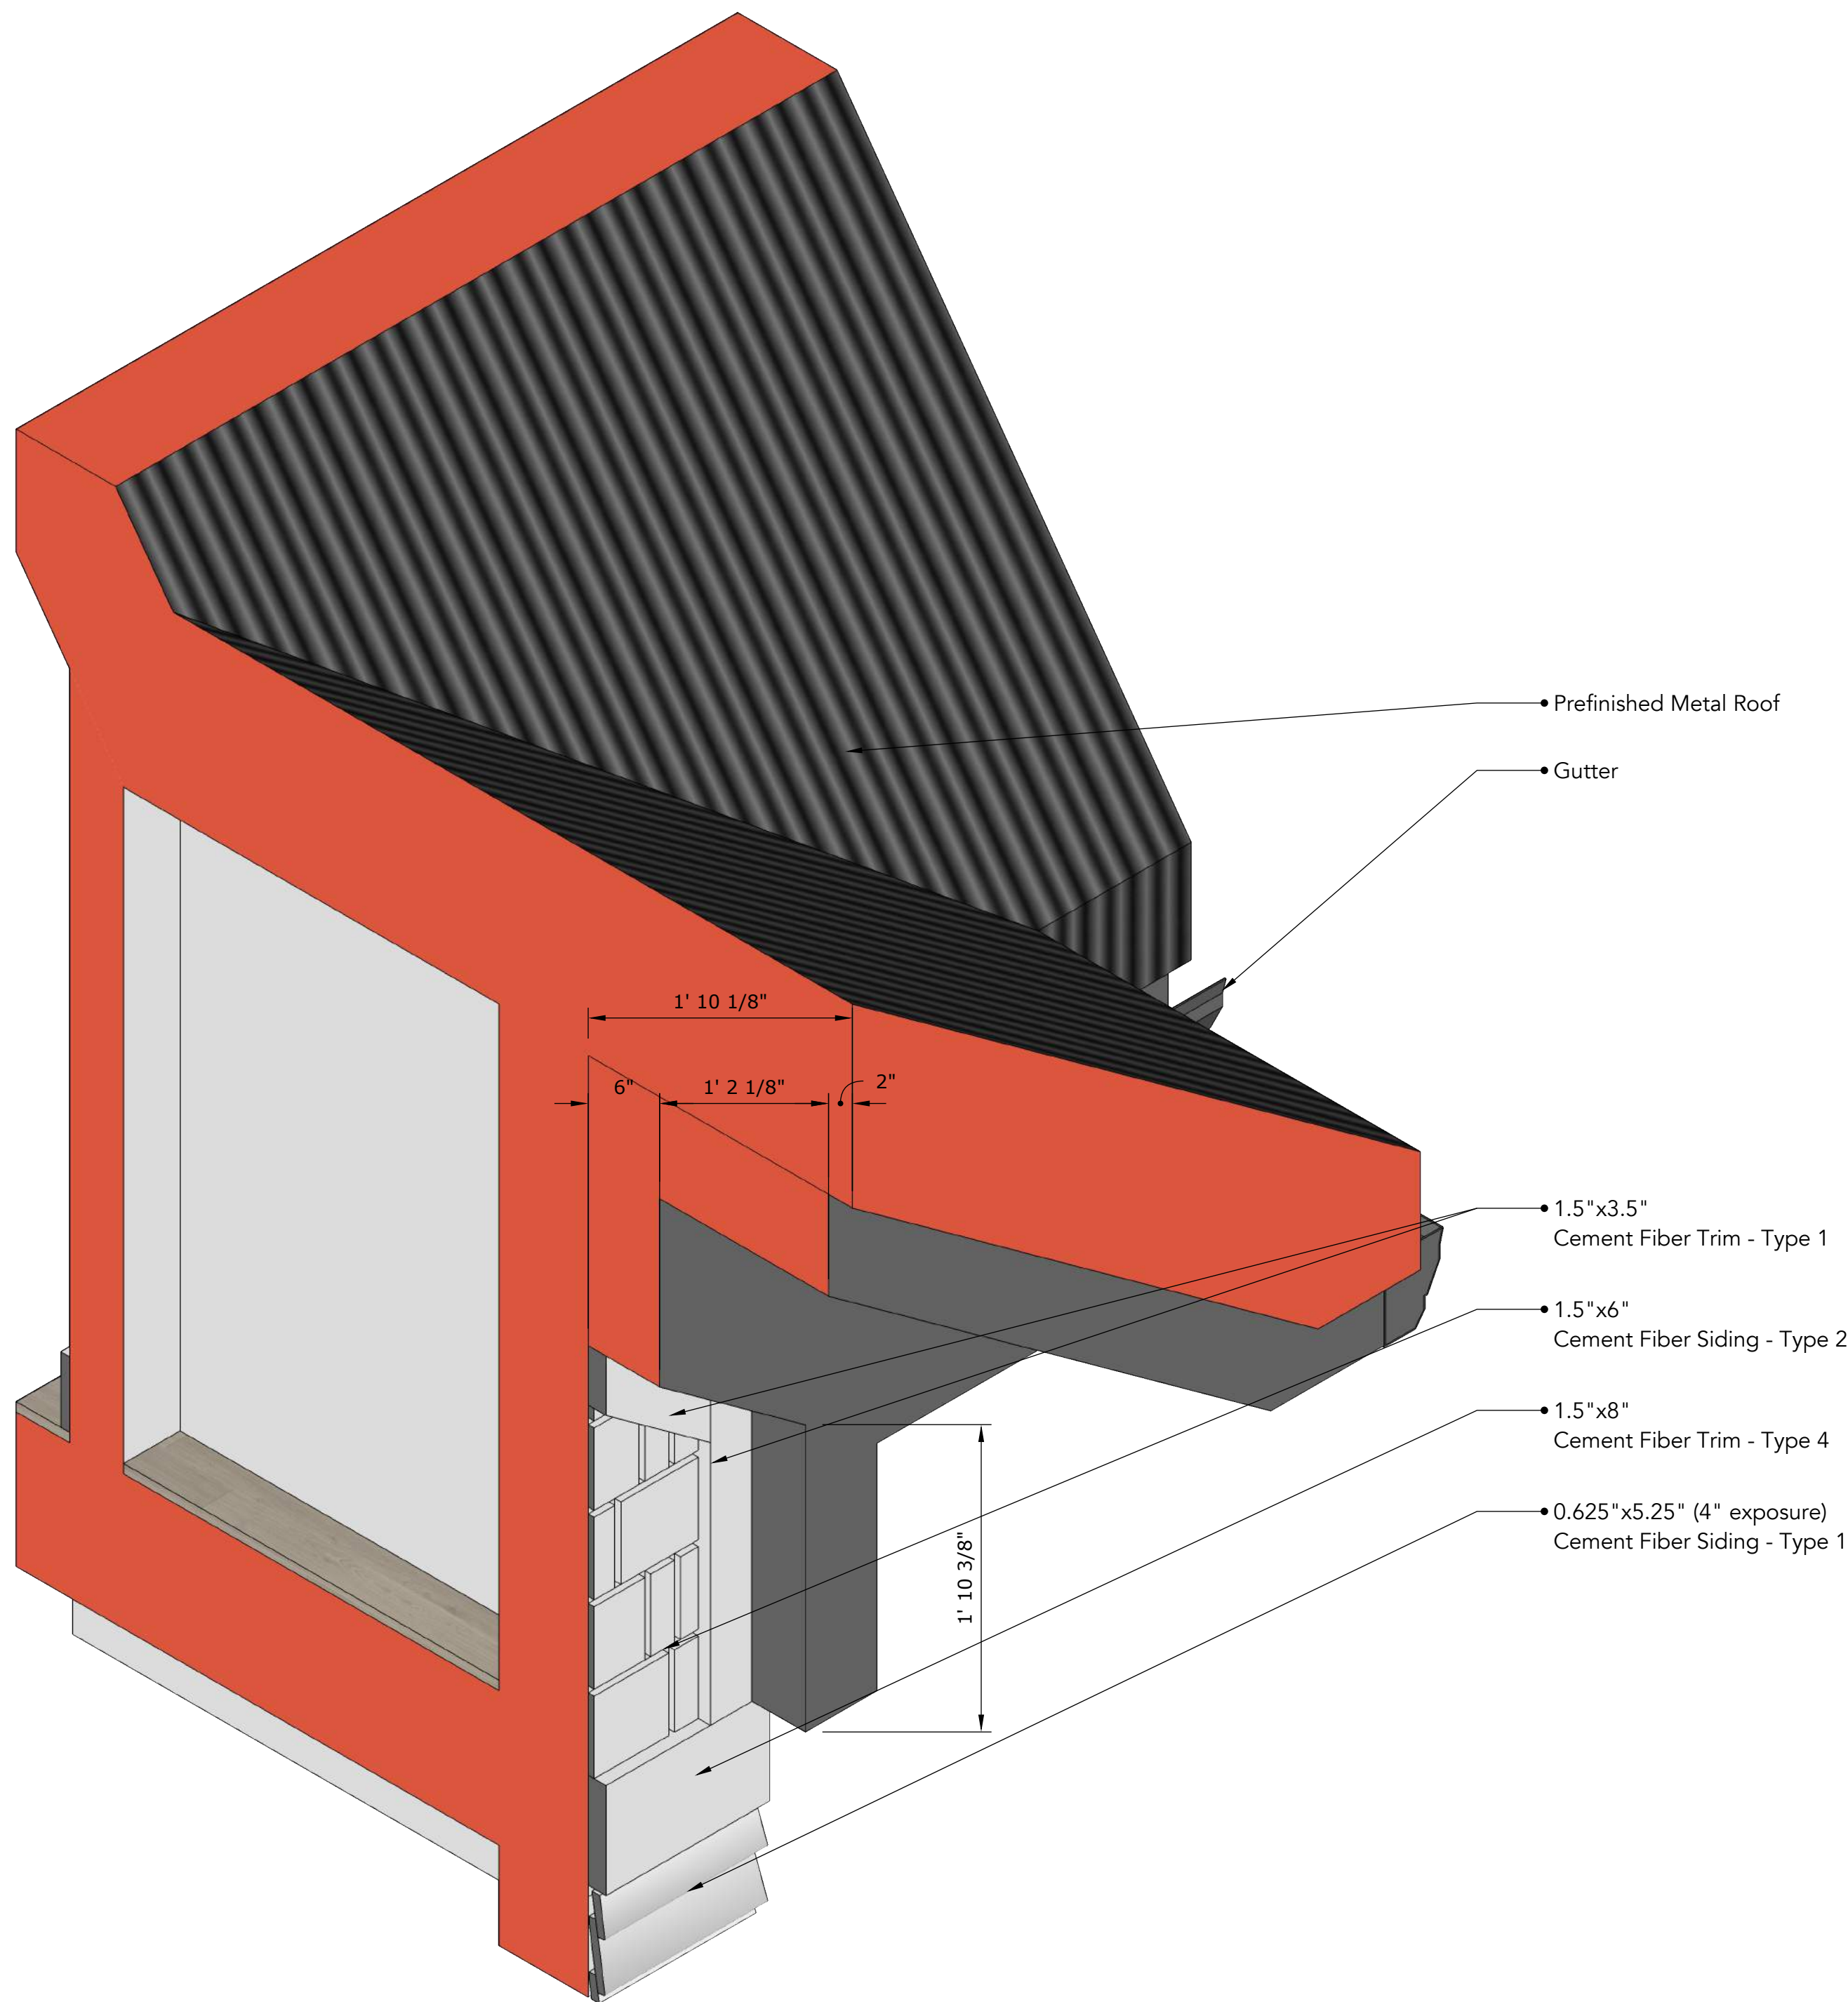 Prefinished Metal Roof
Gutter
1' 10 1/8"
6"
1' 2 1/8"
2"
1.5"x3.5"
Cement Fiber Trim - Type 1
1.5"x6"
Cement Fiber Siding - Type 2
1.5"x8"
Cement Fiber Trim - Type 4
0.625"x5.25" (4" exposure)
Cement Fiber Siding - Type 1
1' 10 3/8"